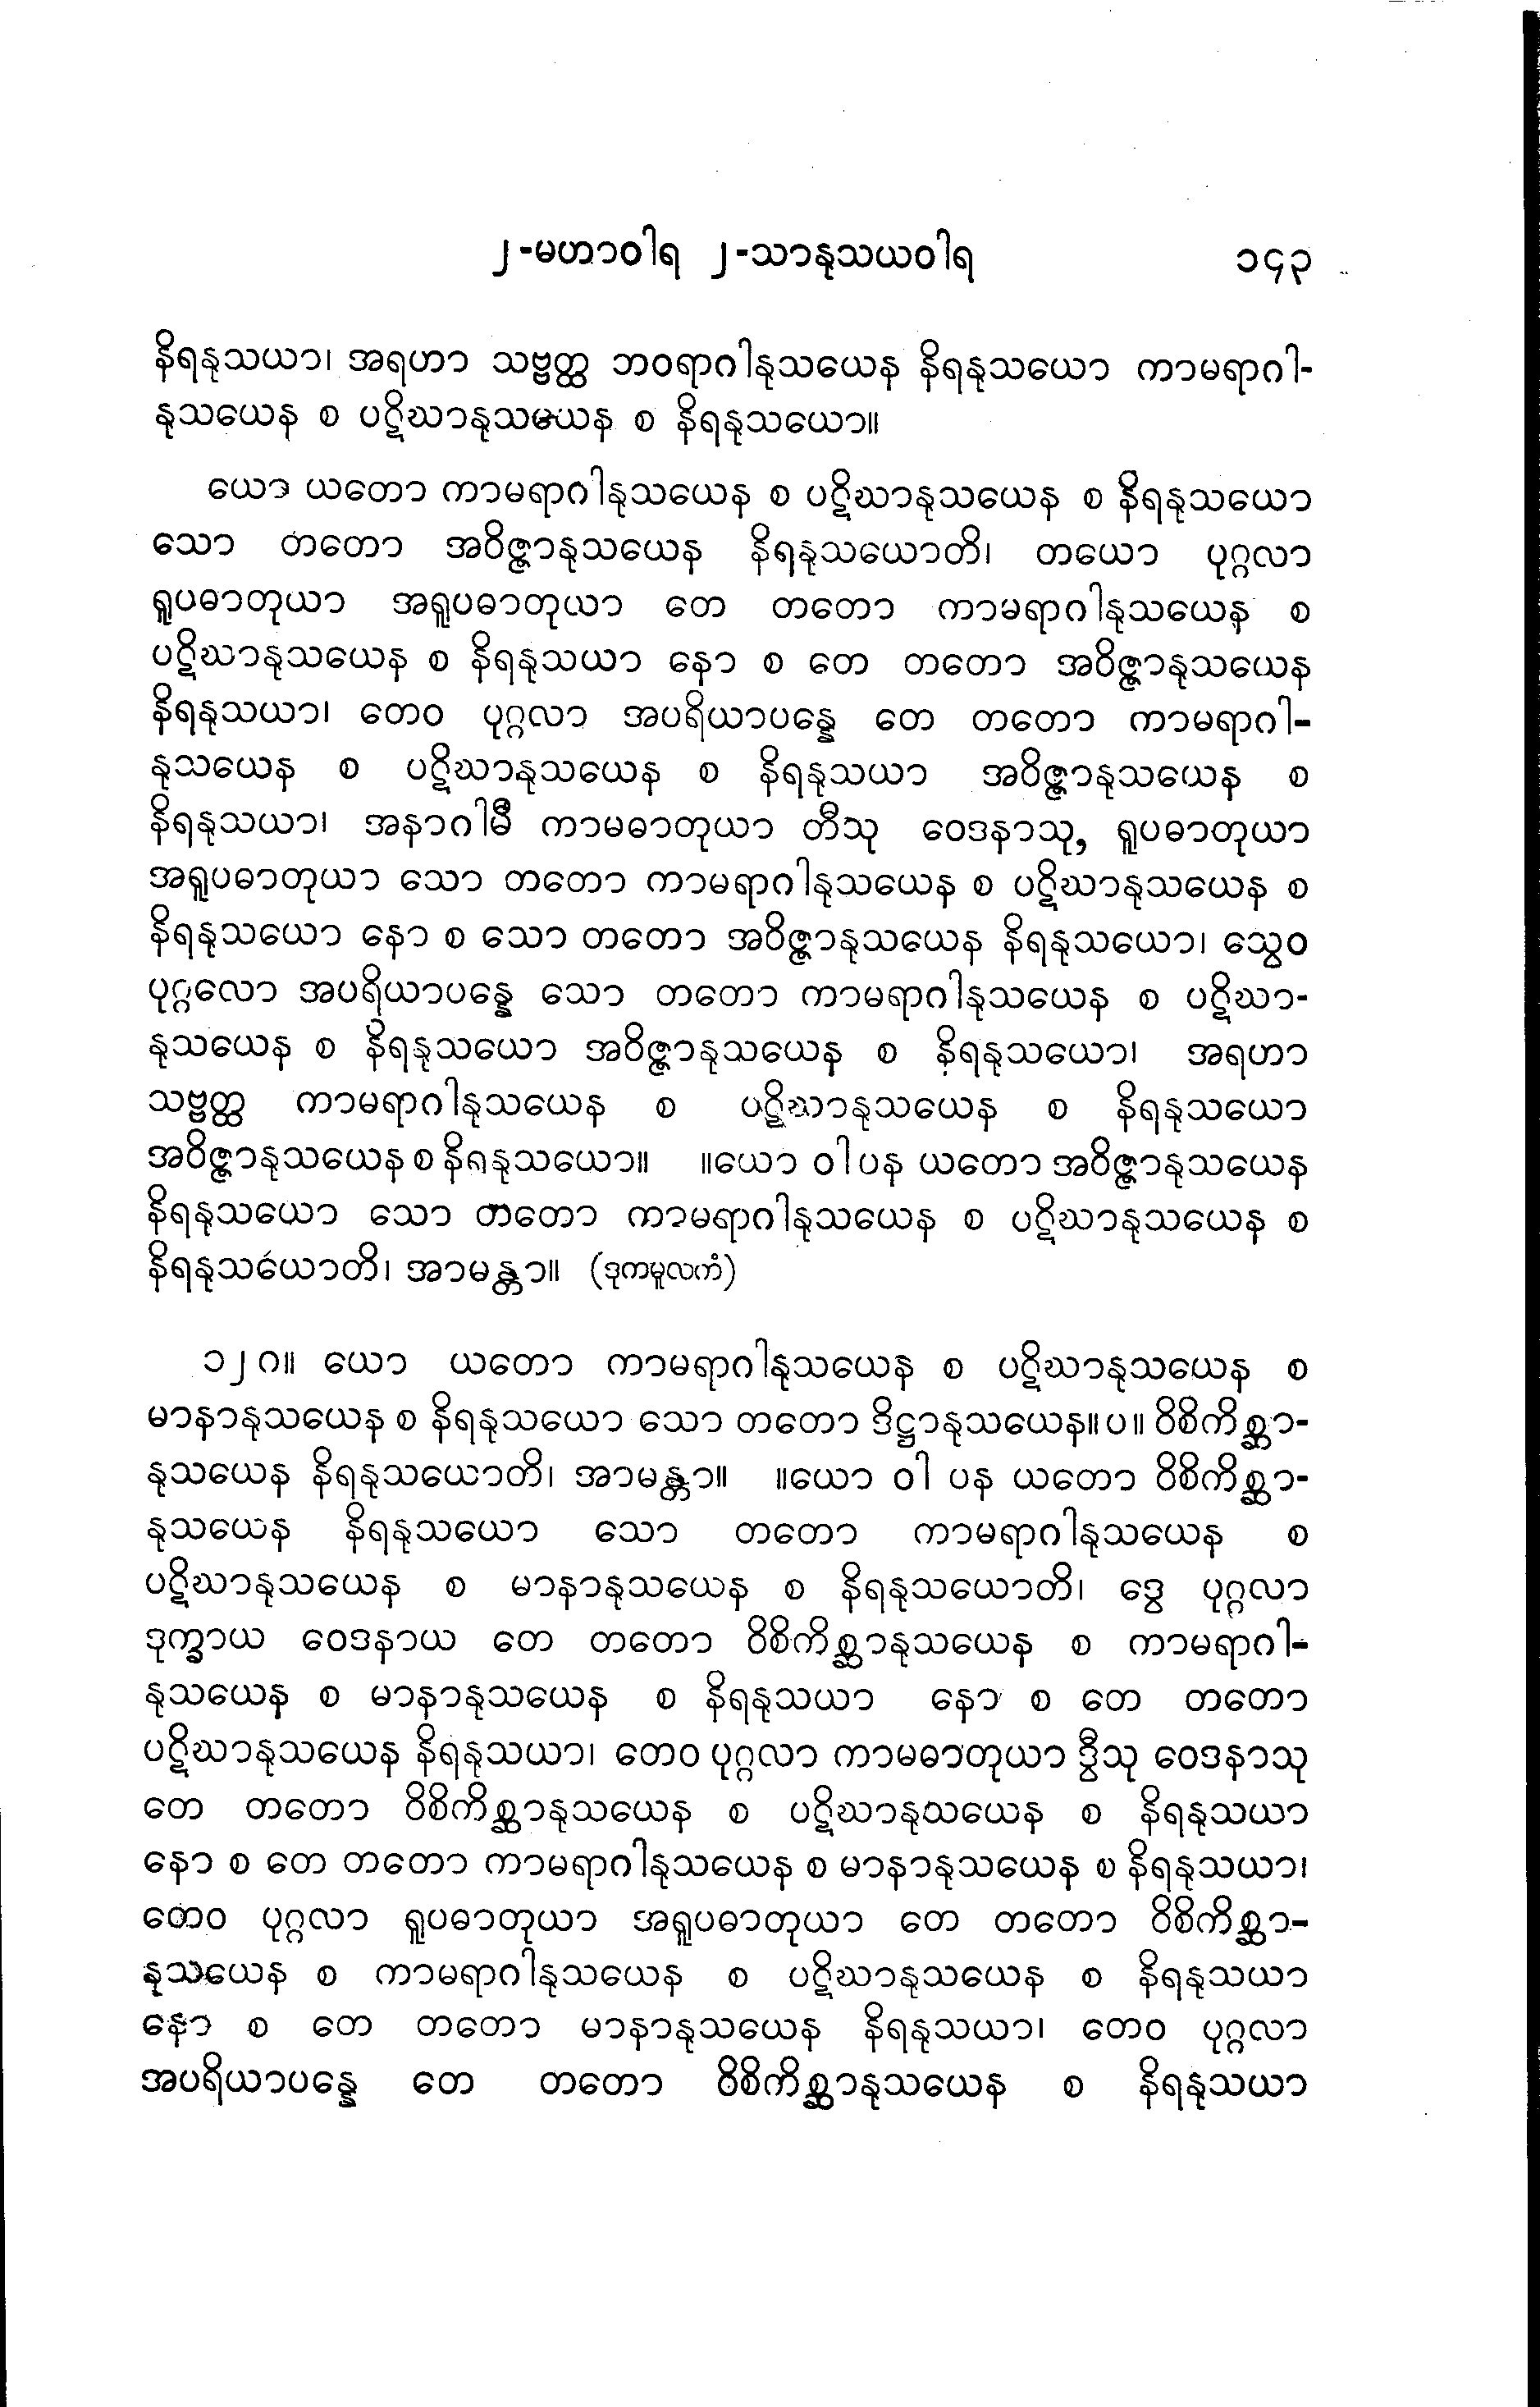 ၂-မဟာဝါရ ၂-သာနုသယဝါရ ၁၄၃
နိရနုသယာ၊ အရဟာ သဗ္ဗတ္ထ ဘဝရာဂါနုသယေန နိရနုသယော ကာမရာဂါ-
နုသယေန စ ပဋိဃာနုသယေန စ နိရနုသယော။
ယော ယတော ကာမရာဂါနုသယေန စ ပဋိဃာနုသယေန စ နိရနုသယော
သော တတော အဝိဇ္ဇာနုသယေန နိရနုသယောတိ၊ တယော ပုဂ္ဂလာ
ရူပဓာတုယာ အရူပဓာတုယာ တေ တတော ကာမရာဂါနုသယေန စ
ပဋိဃာနုသယေန စ နိရနုသယာ နော စ တေ တတော အဝိဇ္ဇာနုသယေန
နိရနုသယာ၊ တေဝ ပုဂ္ဂလာ အပရိယာပန္နေ တေ တတော ကာမရာဂါ-
နုသယေန စ ပဋိဃာနုသယေန စ နိရနုသယာ အဝိဇ္ဇာနုသယေန စ
နိရနုသယာ၊ အနာဂါမီ ကာမဓာတုယာ တီသု ဝေဒနာသု, ရူပဓာတုယာ
အရူပဓာတုယာ သော တတော ကာမရာဂါနုသယေန စ ပဋိဃာနုသယေန စ
နိရနုသယော နော စ သော တတော အဝိဇ္ဇာနုသယေန နိရနုသယော၊ သွေဝ
ပုဂ္ဂလော အပရိယာပန္နေ သော တတော ကာမရာဂါနုသယေန စ ပဋိဃာ-
နုသယေန စ နိရနုသယော အဝိဇ္ဇာနုသယေန စ နိရနုသယော၊ အရဟာ
သဗ္ဗတ္ထ ကာမရာဂါနုသယေန စ ပဋိဃာနုသယေန စ နိရနုသယော
အဝိဇ္ဇာနုသယေန စ နိရနုသယော။ ။ယော ဝါ ပန ယတော အဝိဇ္ဇာနုသယေန
နိရနုသယော သော တတော ကာမရာဂါနုသယေန စ ပဋိဃာနုသယေန စ
နိရနုသယောတိ၊ အာမန္တာ။ (ဒုကမူလကံ)
၁၂ဂ။ ယော ယတော ကာမရာဂါနုသယေန စ ပဋိဃာနုသယေန စ
မာနာနုသယေန စ နိရနုသယော သော တတော ဒိဋ္ဌာနုသယေန။ပ။ ဝိစိကိစ္ဆာ-
နုသယေန နိရနုသယောတိ၊ အာမန္တာ။ ။ယော ဝါ ပန ယတော ဝိစိကိစ္ဆာ-
နုသယေန နိရနုသယော သော တတော ကာမရာဂါနုသယေန စ
ပဋိဃာနုသယေန စ မာနာနုသယေန စ နိရနုသယောတိ၊ ဒွေ ပုဂ္ဂလာ
ဒုက္ခာယ ဝေဒနာယ တေ တတော ဝိစိကိစ္ဆာနုသယေန စ ကာမရာဂါ-
နုသယေန စ မာနာနုသယေန စ နိရနုသယာ နော စ တေ တတော
ပဋိဃာနုသယေန နိရနုသယာ၊ တေဝ ပုဂ္ဂလာ ကာမဓာတုယာ ဒွီသု ဝေဒနာသု
တေ တတော ဝိစိကိစ္ဆာနုသယေန စ ပဋိဃာနုသယေန စ နိရနုသယာ
နော စ တေ တတော ကာမရာဂါနုသယေန စ မာနာနုသယေန စ နိရနုသယာ၊
တေဝ ပုဂ္ဂလာ ရူပဓာတုယာ အရူပဓာတုယာ တေ တတော ဝိစိကိစ္ဆာ-
နုသယေန စ ကာမရာဂါနုသယေန စ ပဋိဃာနုသယေန စ နိရနုသယာ
နော စ တေ တတော မာနာနုသယေန နိရနုသယာ၊ တေဝ ပုဂ္ဂလာ
အပရိယာပန္နေ တေ တတော ဝိစိကိစ္ဆာနုသယေန စ နိရနုသယာ